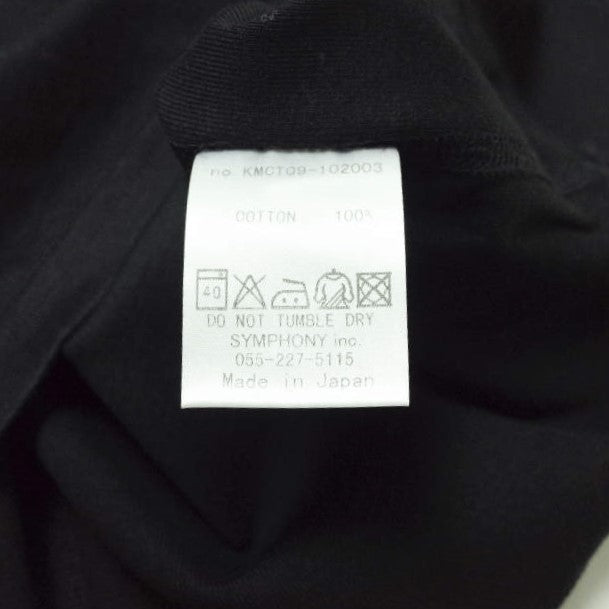 no. KMCT09-102003
COTTON 100%
40
DO NOT TUMBLE DRY
SYMPHONY inc.
055-227-5115
Made in Japan